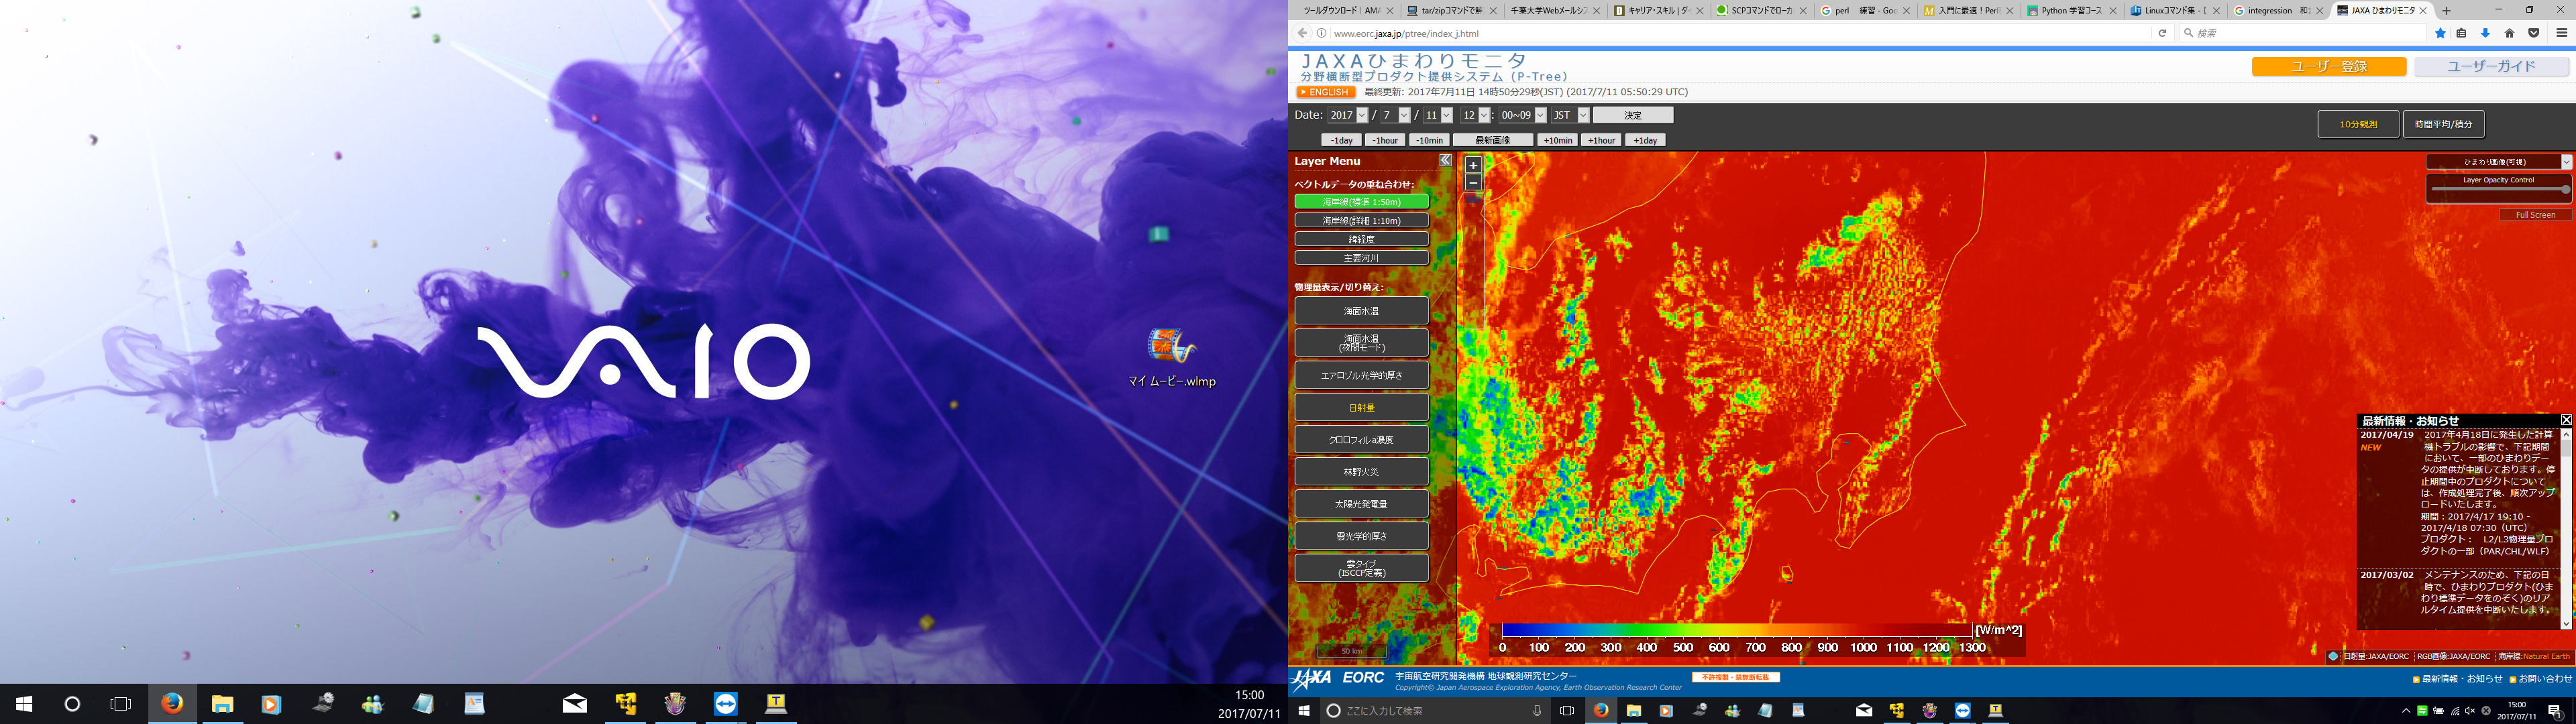 VAIO
マイ ムービー.wlmp
15:00
2017/07/11
ツールダウンロード | AMA
tar/zipコマンドで解
千葉大学Webメールシス
キャリア・スキル | ダイ
SCPコマンドでローカ
perl 練習 - Goo
入門に最適！Perl
Python 学習コース
Linuxコマンド集 - [
integression 和
JAXA ひまわりモニタ
www.eorc.jaxa.jp/ptree/index_j.html
検索
JAXAひまわりモニタ
分野横断型プロダクト提供システム（P-Tree）
ユーザー登録
ユーザーガイド
ENGLISH
最終更新: 2017年7月11日 14時50分29秒(JST) (2017/7/11 05:50:29 UTC)
Date: 2017 / 7 / 11 12 : 00~09 JST 決定
-1day -1hour -10min 最新画像 +10min +1hour +1day
10分観測
時間平均/積分
Layer Menu
ベクトルデータの重ね合わせ:
海岸線(標準 1:50m)
海岸線(詳細 1:10m)
緯経度
主要河川
物理量表示/切り替え:
海面水温
海面水温
(夜間モード)
エアロゾル光学的厚さ
日射量
クロロフィルa濃度
林野火災
太陽光発電量
雲光学的厚さ
雲タイプ
(ISCCP定義)
50 km
+
−
ひまわり画像(可視)
Layer Opacity Control
Full Screen
最新情報・お知らせ
2017/04/19 2017年4月18日に発生した計算
NEW 機トラブルの影響で、下記期間
において、一部のひまわりデー
タの提供が中断しております。停
止期間中のプロダクトについて
は、作成処理完了後、順次アップ
ロードいたします。
期間：2017/4/17 19:10 -
2017/4/18 07:30（UTC）
プロダクト： L2/L3物理量プロ
ダクトの一部（PAR/CHL/WLF）
2017/03/02 メンテナンスのため、下記の日
時で、ひまわりプロダクト(ひま
わり標準データをのぞく)のリア
ルタイム提供を中断いたします。
[W/m^2]
0 100 200 300 400 500 600 700 800 900 1000 1100 1200 1300
日射量:JAXA/EORC RGB画像:JAXA/EORC 海岸線:Natural Earth
JAXA EORC 宇宙航空研究開発機構 地球観測研究センター
Copyright© Japan Aerospace Exploration Agency, Earth Observation Research Center
不許複製・禁無断転載
最新情報・お知らせ お問い合わせ
ここに入力して検索
15:00
2017/07/11